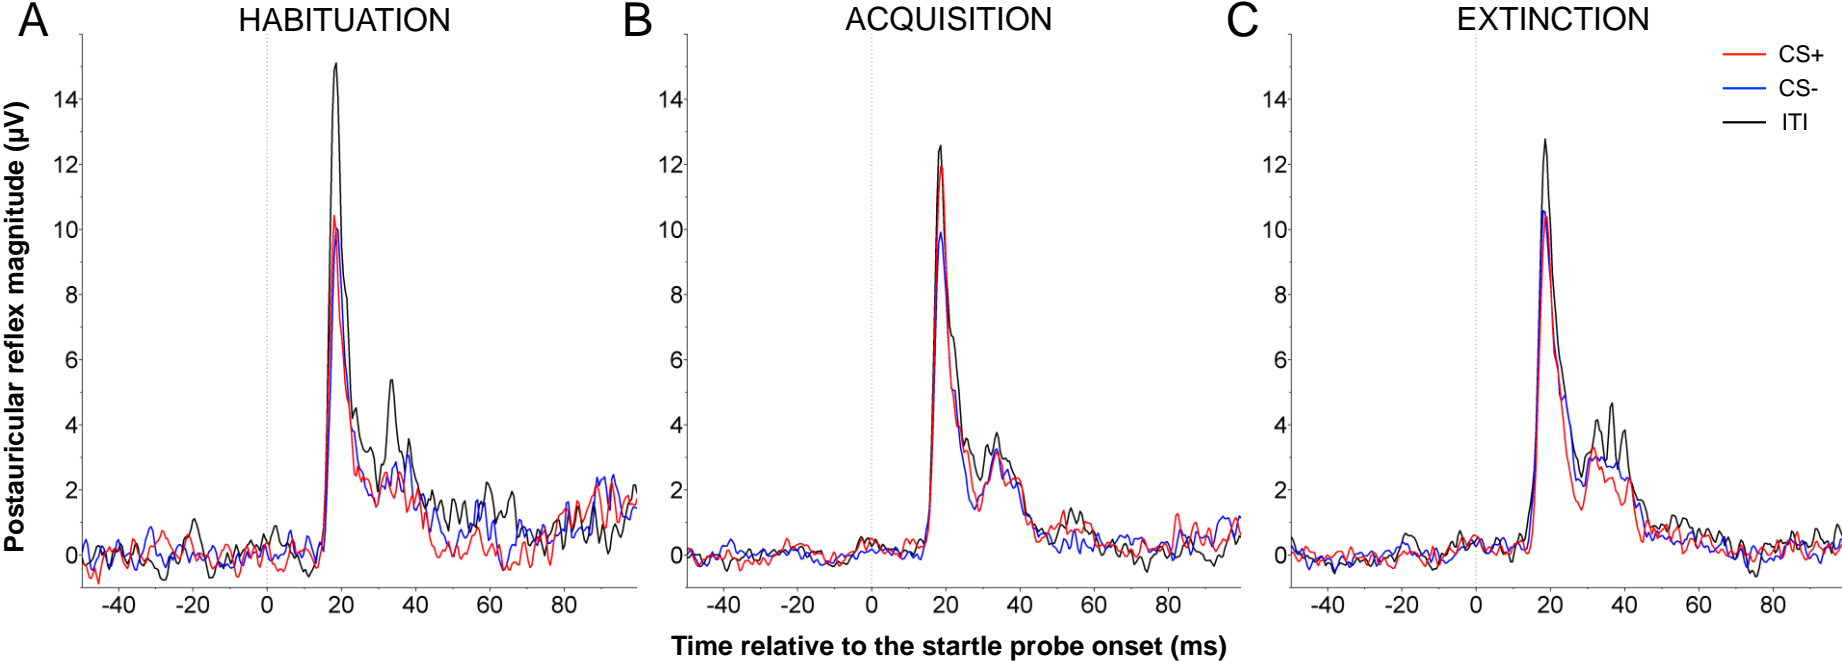 A HABITUATION
B ACQUISITION
C EXTINCTION
CS+
CS-
ITI
Postauricular reflex magnitude (µV)
14
12
10
8
6
4
2
0
-40 -20 0 20 40 60 80
14
12
10
8
6
4
2
0
-40 -20 0 20 40 60 80
14
12
10
8
6
4
2
0
-40 -20 0 20 40 60 80
Time relative to the startle probe onset (ms)